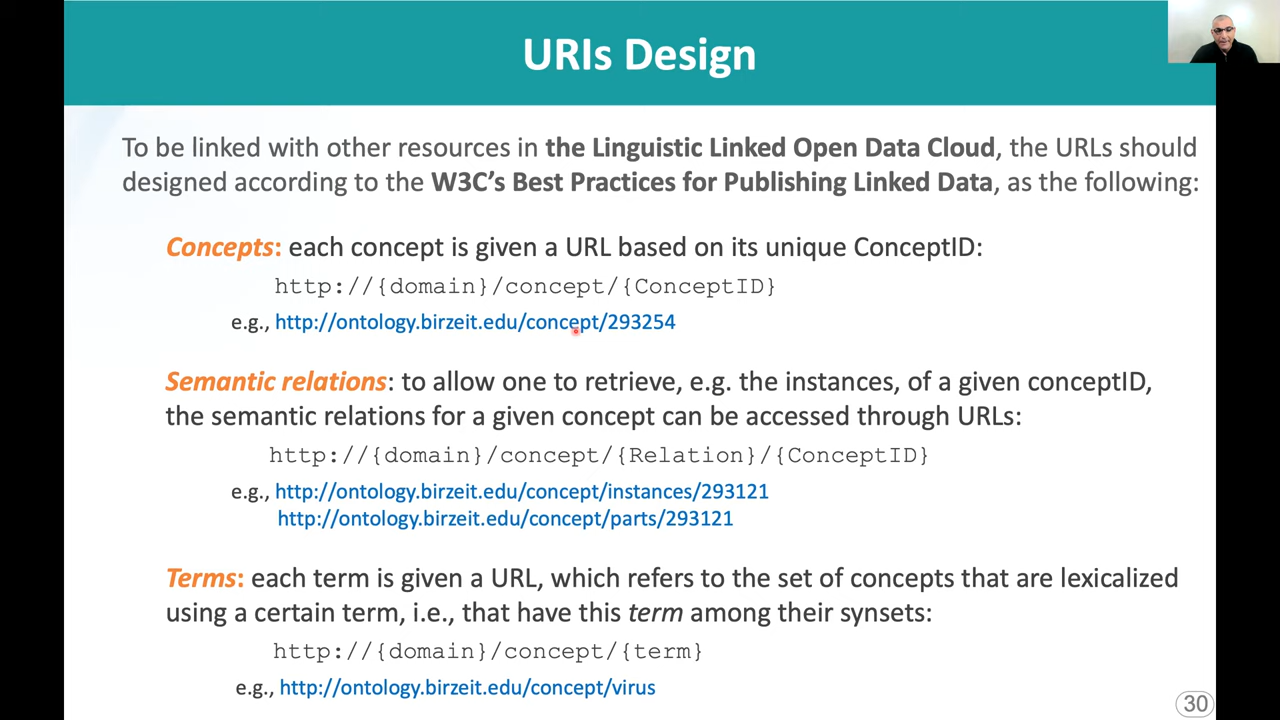 URIs Design
To be linked with other resources in the Linguistic Linked Open Data Cloud, the URLs should
designed according to the W3C’s Best Practices for Publishing Linked Data, as the following:
Concepts: each concept is given a URL based on its unique ConceptID:
http://{domain}/concept/{ConceptID}
e.g., http://ontology.birzeit.edu/concept/293254
Semantic relations: to allow one to retrieve, e.g. the instances, of a given conceptID,
the semantic relations for a given concept can be accessed through URLs:
http://{domain}/concept/{Relation}/{ConceptID}
e.g., http://ontology.birzeit.edu/concept/instances/293121
http://ontology.birzeit.edu/concept/parts/293121
Terms: each term is given a URL, which refers to the set of concepts that are lexicalized
using a certain term, i.e., that have this term among their synsets:
http://{domain}/concept/{term}
e.g., http://ontology.birzeit.edu/concept/virus
30